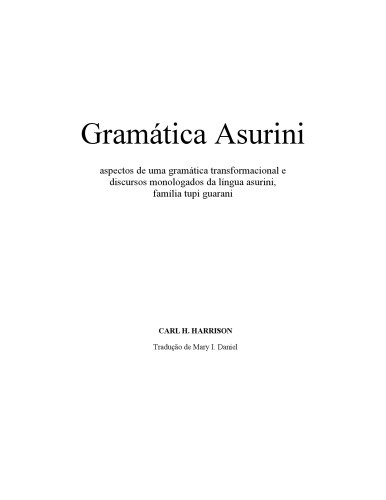 Gramática Asurini
aspectos de uma gramática transformacional e
discursos monologados da língua asurini,
família tupi guarani
CARL H. HARRISON
Tradução de Mary I. Daniel